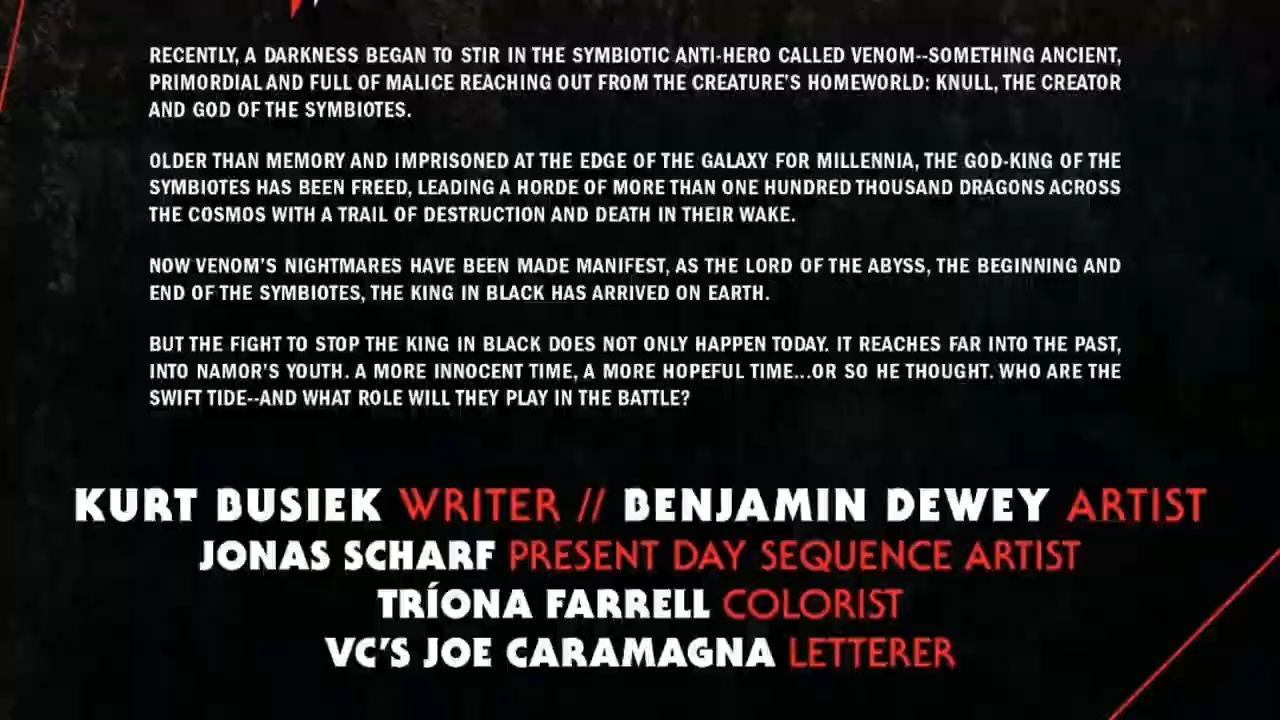 RECENTLY, A DARKNESS BEGAN TO STIR IN THE SYMBIOTIC ANTI-HERO CALLED VENOM--SOMETHING ANCIENT,
PRIMORDIAL AND FULL OF MALICE REACHING OUT FROM THE CREATURE'S HOMEWORLD: KNULL, THE CREATOR
AND GOD OF THE SYMBIOTES.
OLDER THAN MEMORY AND IMPRISONED AT THE EDGE OF THE GALAXY FOR MILLENNIA, THE GOD-KING OF THE
SYMBIOTES HAS BEEN FREED, LEADING A HORDE OF MORE THAN ONE HUNDRED THOUSAND DRAGONS ACROSS
THE COSMOS WITH A TRAIL OF DESTRUCTION AND DEATH IN THEIR WAKE.
NOW VENOM'S NIGHTMARES HAVE BEEN MADE MANIFEST, AS THE LORD OF THE ABYSS, THE BEGINNING AND
END OF THE SYMBIOTES, THE KING IN BLACK HAS ARRIVED ON EARTH.
BUT THE FIGHT TO STOP THE KING IN BLACK DOES NOT ONLY HAPPEN TODAY. IT REACHES FAR INTO THE PAST,
INTO NAMOR'S YOUTH. A MORE INNOCENT TIME, A MORE HOPEFUL TIME...OR SO HE THOUGHT. WHO ARE THE
SWIFT TIDE--AND WHAT ROLE WILL THEY PLAY IN THE BATTLE?
KURT BUSIEK WRITER // BENJAMIN DEWEY ARTIST
JONAS SCHARF PRESENT DAY SEQUENCE ARTIST
TRÍONA FARRELL COLORIST
VC'S JOE CARAMAGNA LETTERER